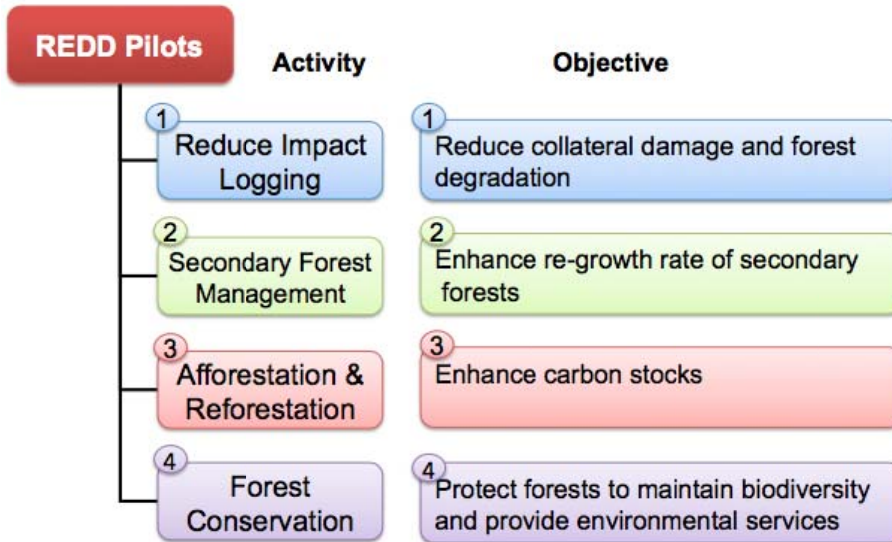 REDD Pilots
Activity
Objective
1
Reduce Impact
Logging
1
Reduce collateral damage and forest
degradation
2
Secondary Forest
Management
2
Enhance re-growth rate of secondary
forests
3
Afforestation &
Reforestation
3
Enhance carbon stocks
4
Forest
Conservation
4
Protect forests to maintain biodiversity
and provide environmental services